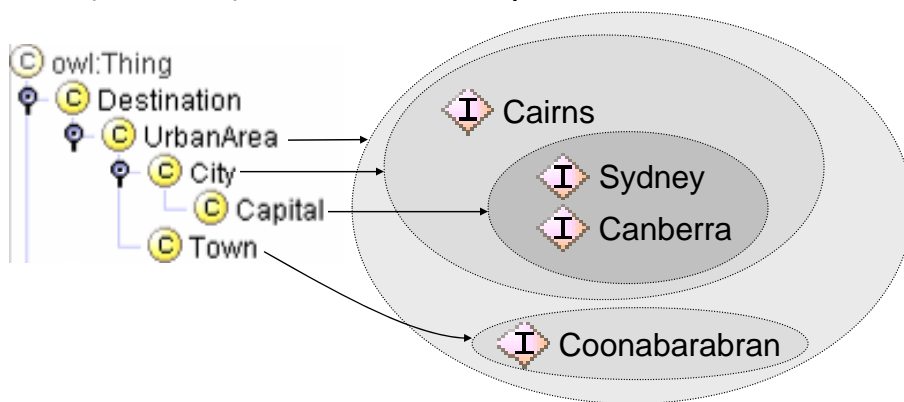 owl:Thing
Destination
UrbanArea
City
Capital
Town
Cairns
Sydney
Canberra
Coonabarabran